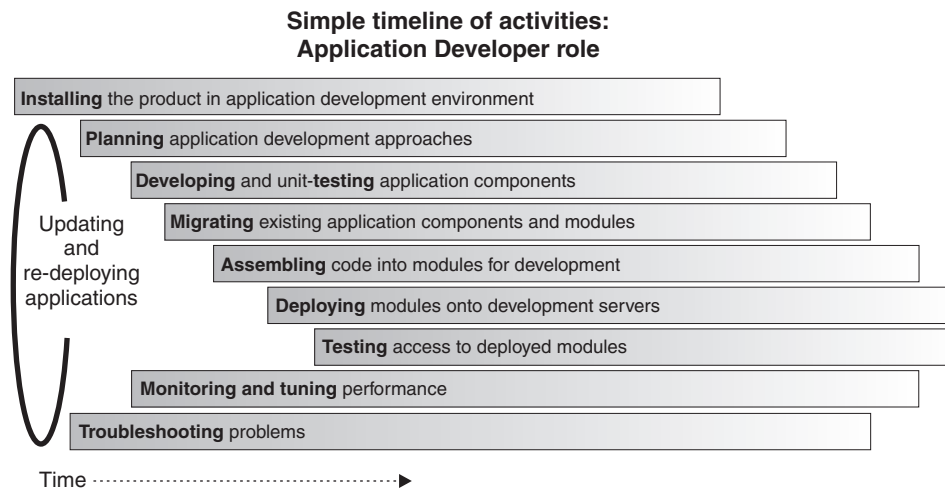 Simple timeline of activities:
Application Developer role
Installing the product in application development environment
Planning application development approaches
Developing and unit-testing application components
Migrating existing application components and modules
Assembling code into modules for development
Deploying modules onto development servers
Testing access to deployed modules
Monitoring and tuning performance
Troubleshooting problems
Updating
and
re-deploying
applications
Time